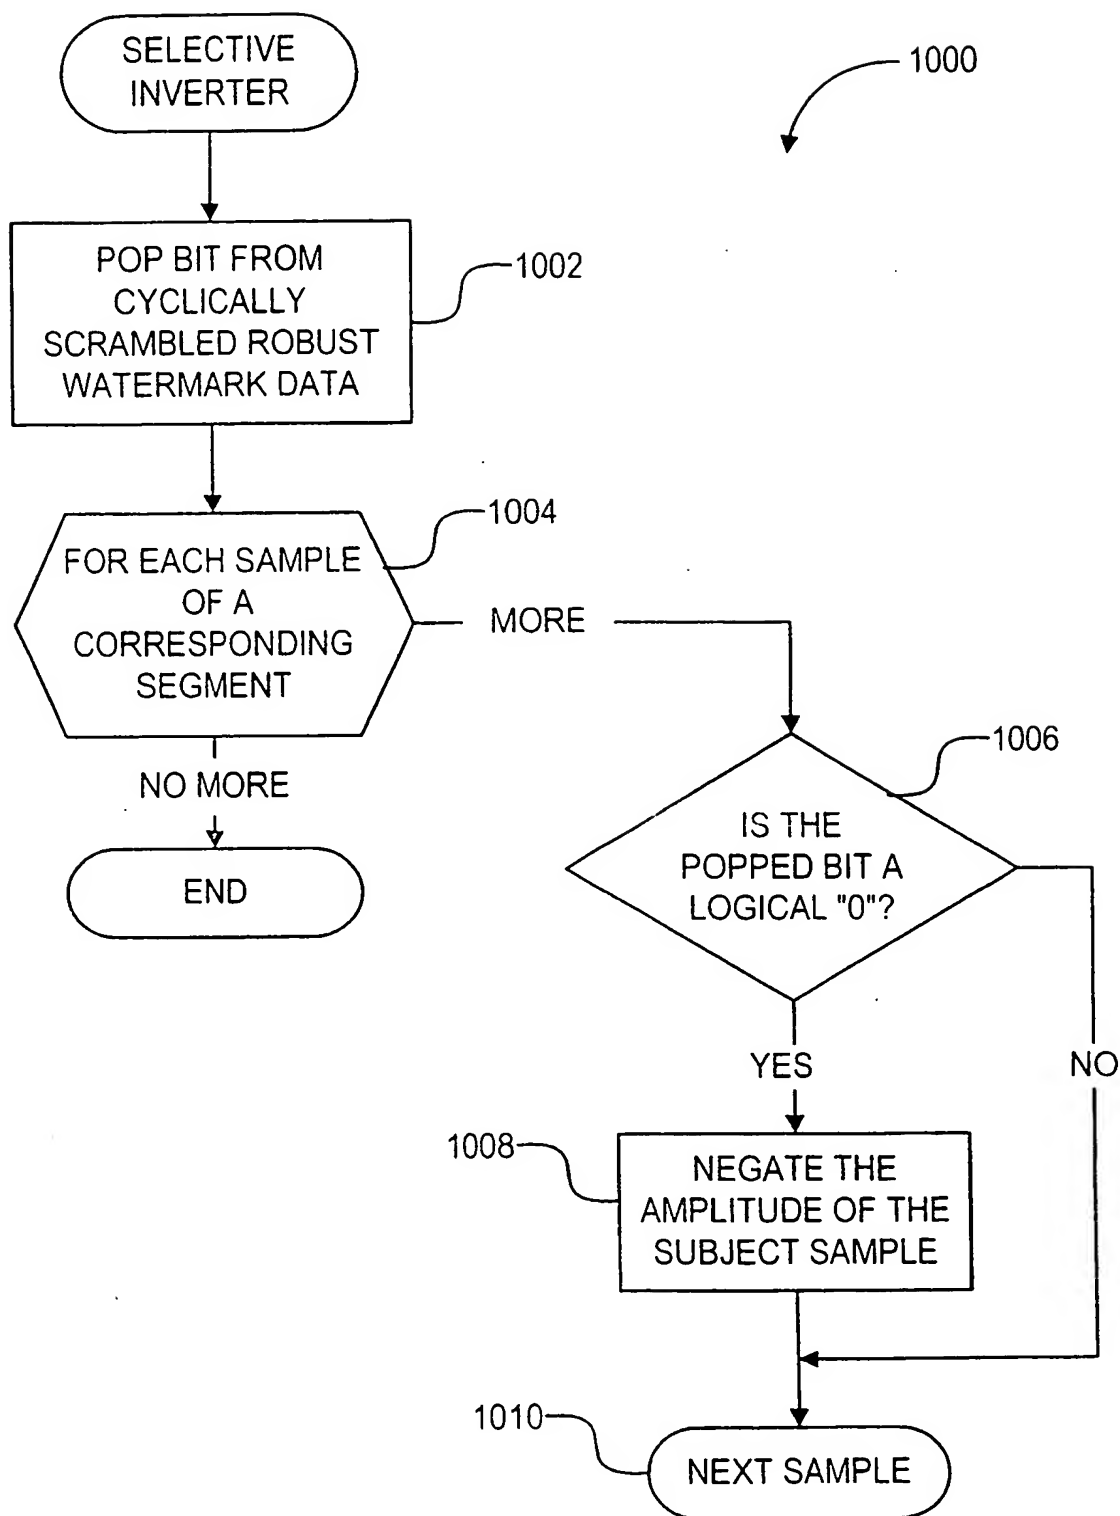 SELECTIVE
INVERTER
1000
POP BIT FROM
CYCLICALLY
SCRAMBLED ROBUST
WATERMARK DATA
1002
1004
FOR EACH SAMPLE
OF A
CORRESPONDING
SEGMENT
MORE
NO MORE
END
1006
IS THE
POPPED BIT A
LOGICAL "0"?
YES
NO
1008
NEGATE THE
AMPLITUDE OF THE
SUBJECT SAMPLE
1010
NEXT SAMPLE